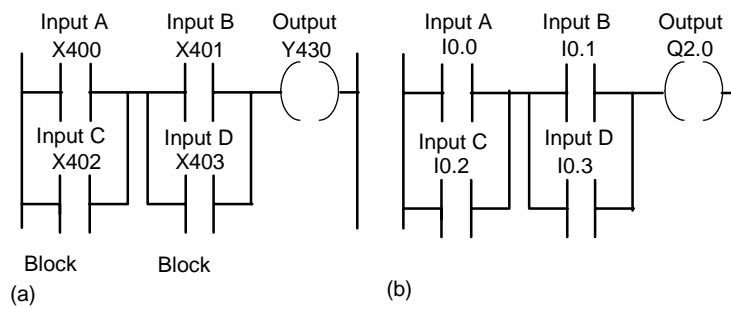 Input A Input B Output
X400 X401 Y430
Input C Input D
X402 X403
Block Block
(a)
Input A Input B Output
I0.0 I0.1 Q2.0
Input C Input D
I0.2 I0.3
(b)